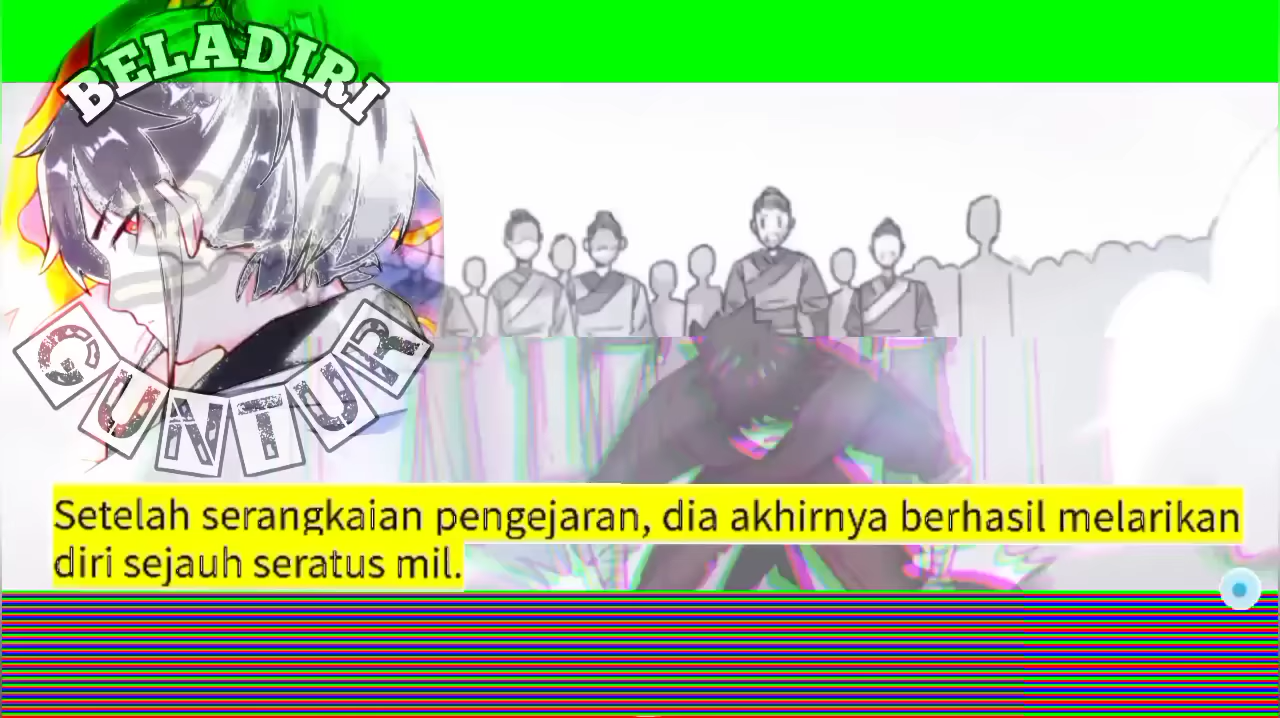 BELADIRI
GUNTUR
Setelah serangkaian pengejaran, dia akhirnya berhasil melarikan
diri sejauh seratus mil.